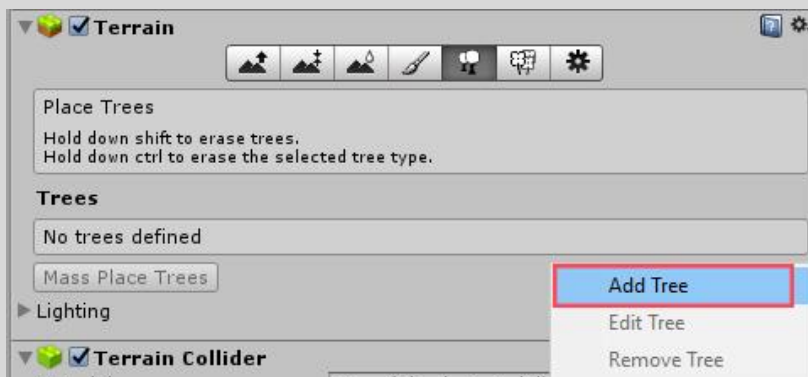 Terrain
Place Trees
Hold down shift to erase trees.
Hold down ctrl to erase the selected tree type.
Trees
No trees defined
Mass Place Trees
Add Tree
Lighting
Edit Tree
Terrain Collider
Remove Tree